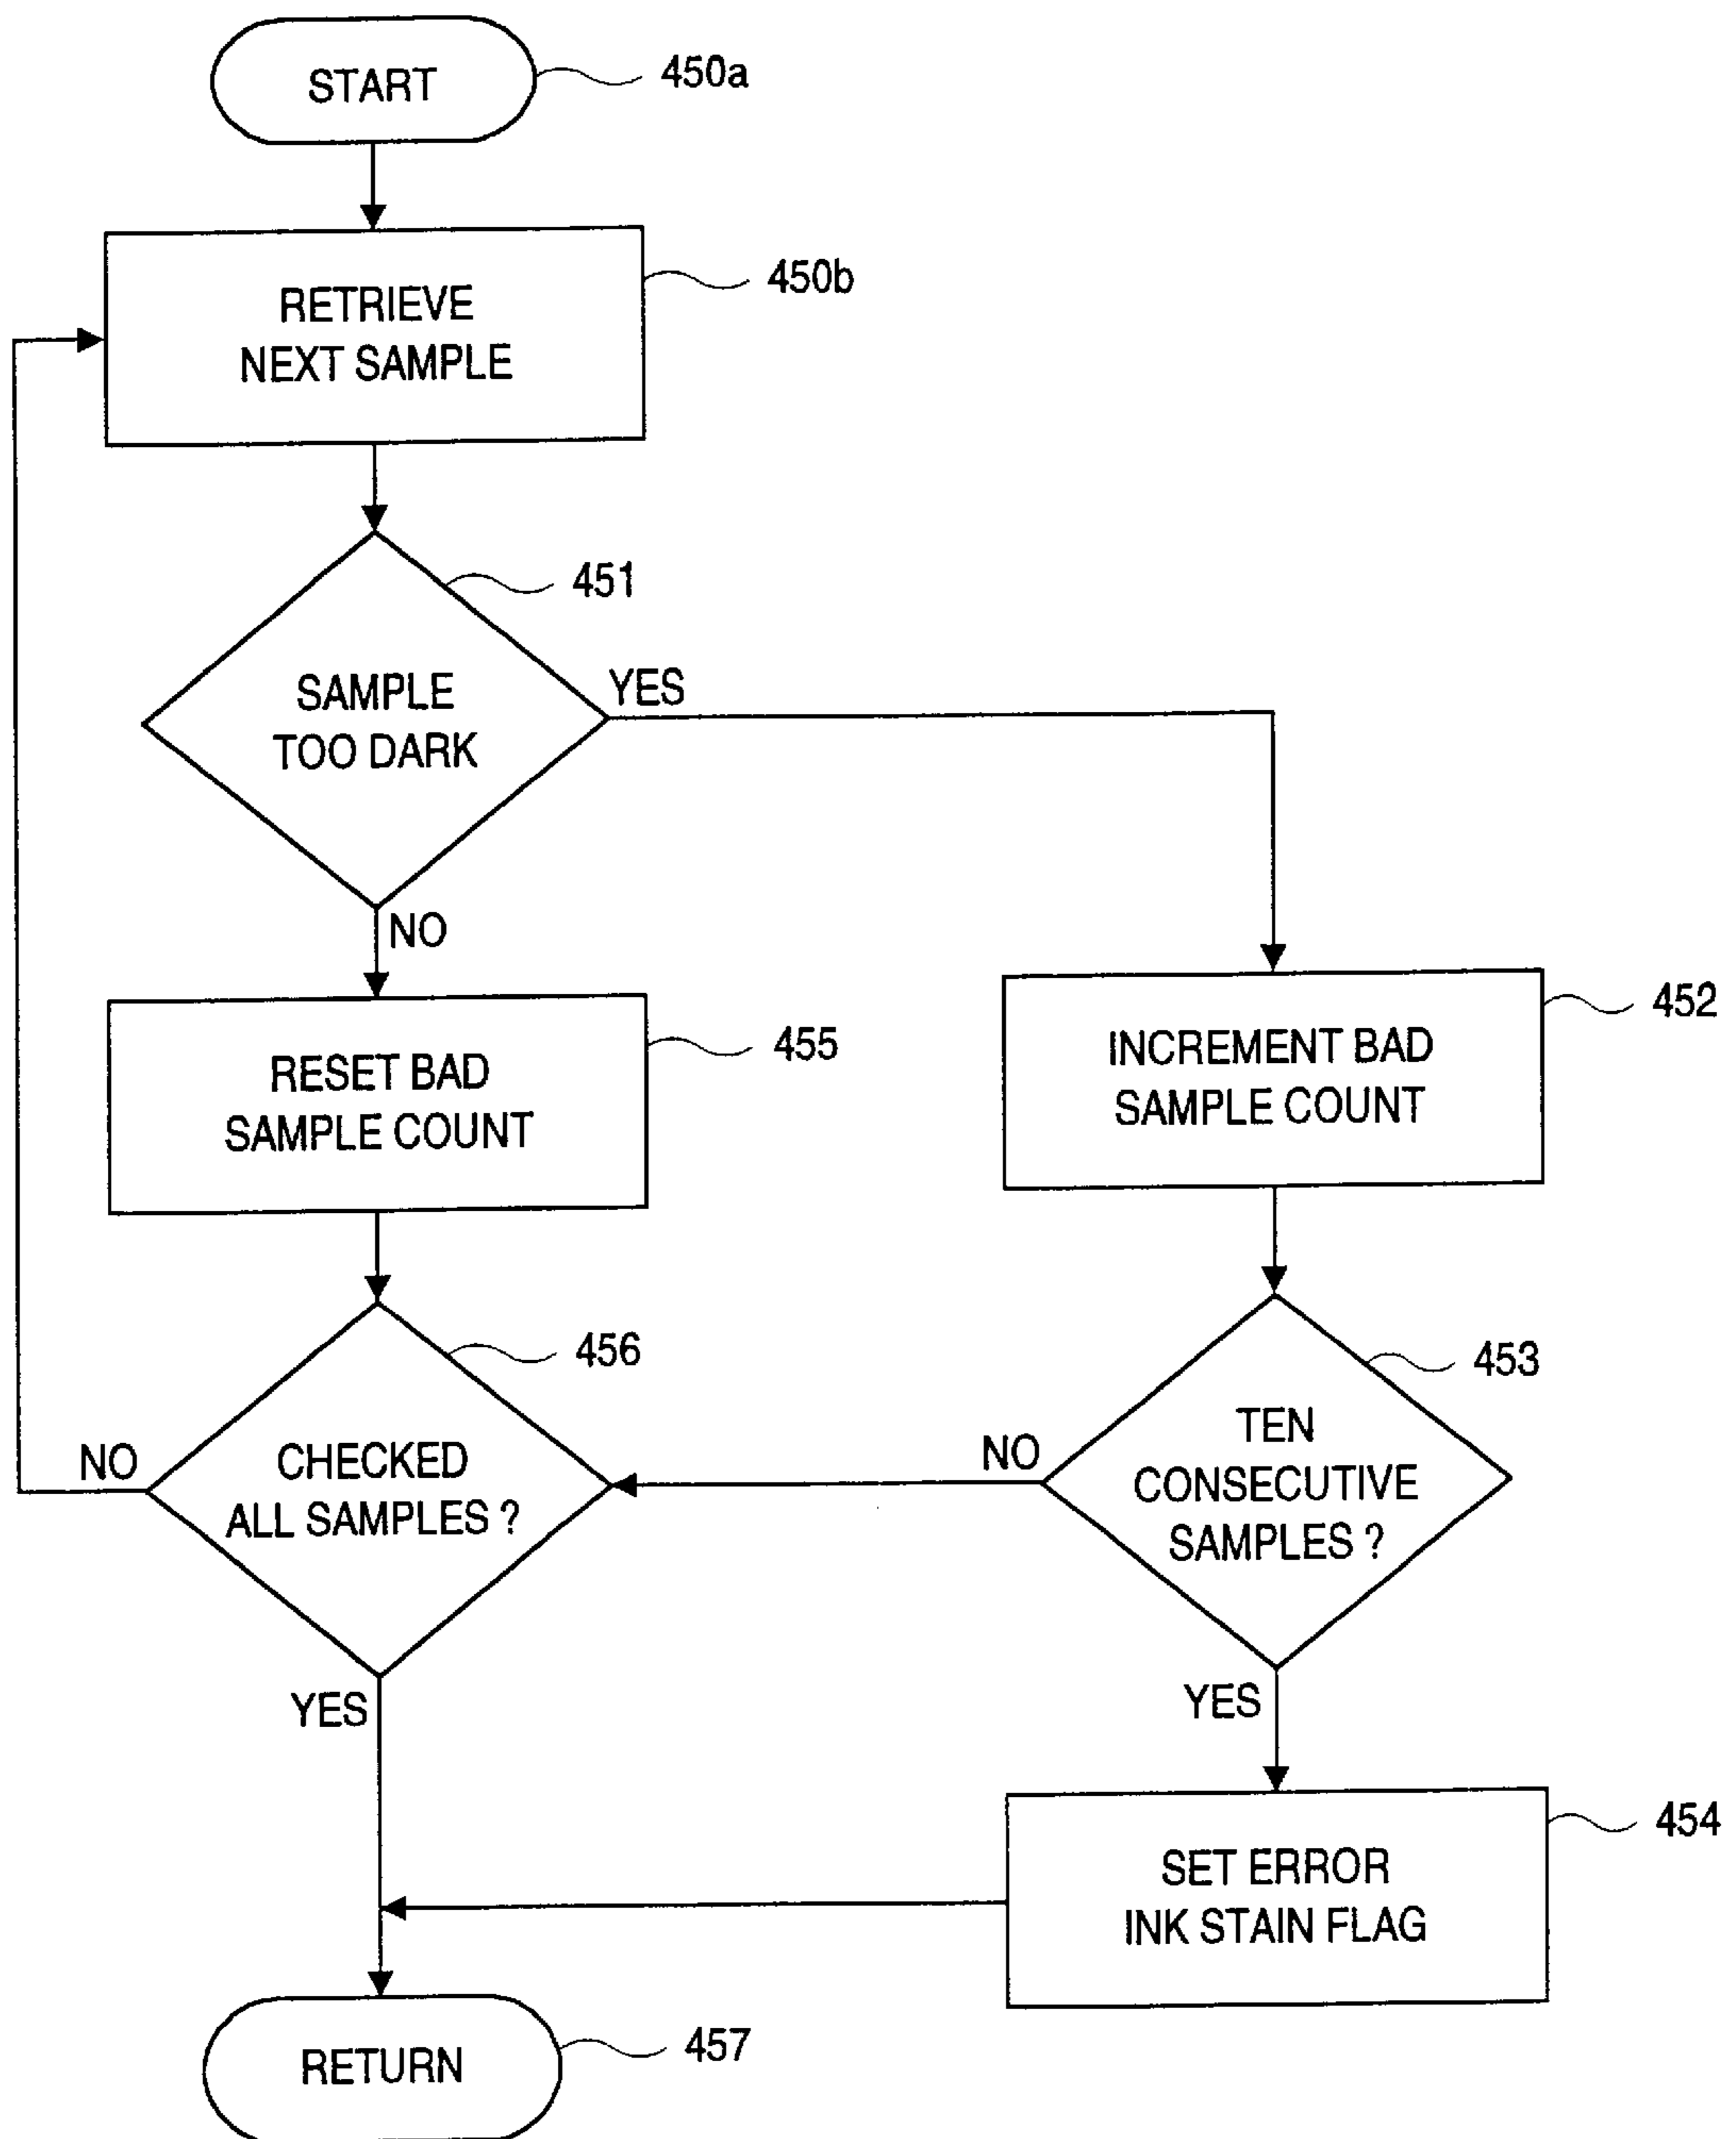 START
450a
RETRIEVE
NEXT SAMPLE
450b
451
SAMPLE
TOO DARK
YES
NO
RESET BAD
SAMPLE COUNT
455
INCREMENT BAD
SAMPLE COUNT
452
456
CHECKED
ALL SAMPLES ?
NO
YES
453
TEN
CONSECUTIVE
SAMPLES ?
NO
YES
SET ERROR
INK STAIN FLAG
454
RETURN
457